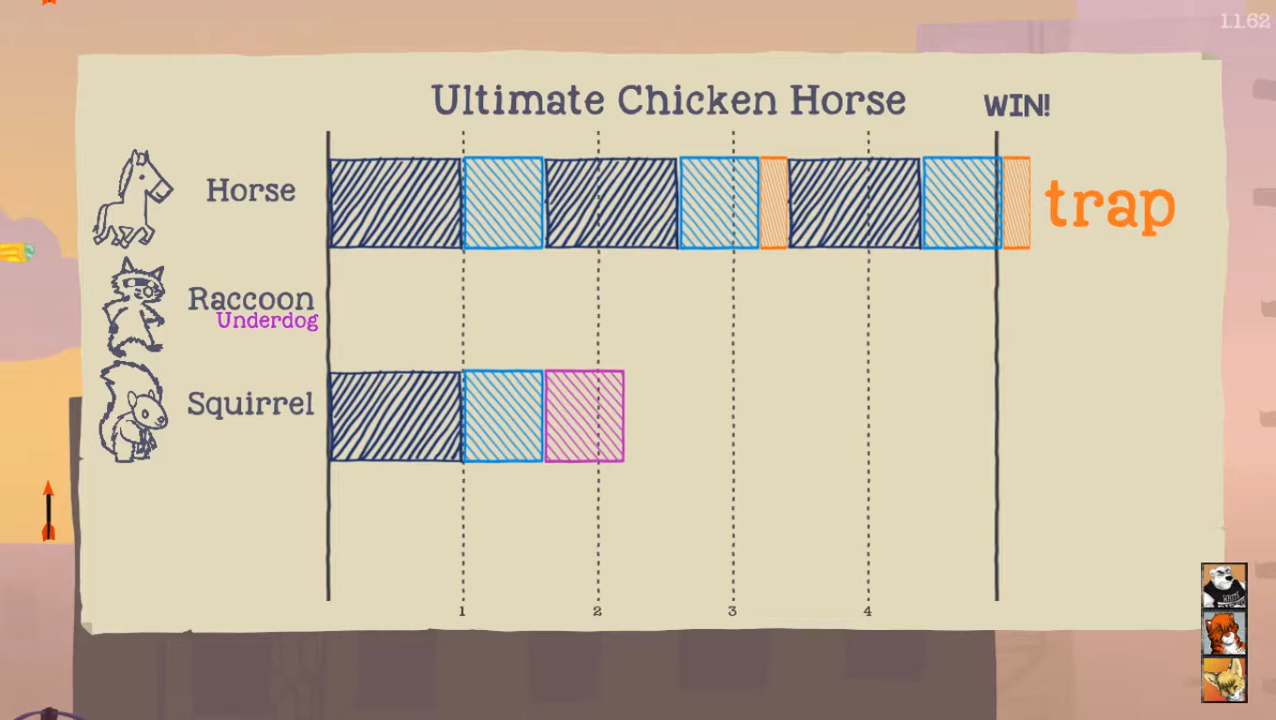 1.1.62
Ultimate Chicken Horse
WIN!
Horse
trap
Raccoon
Underdog
Squirrel
1 2 3 4